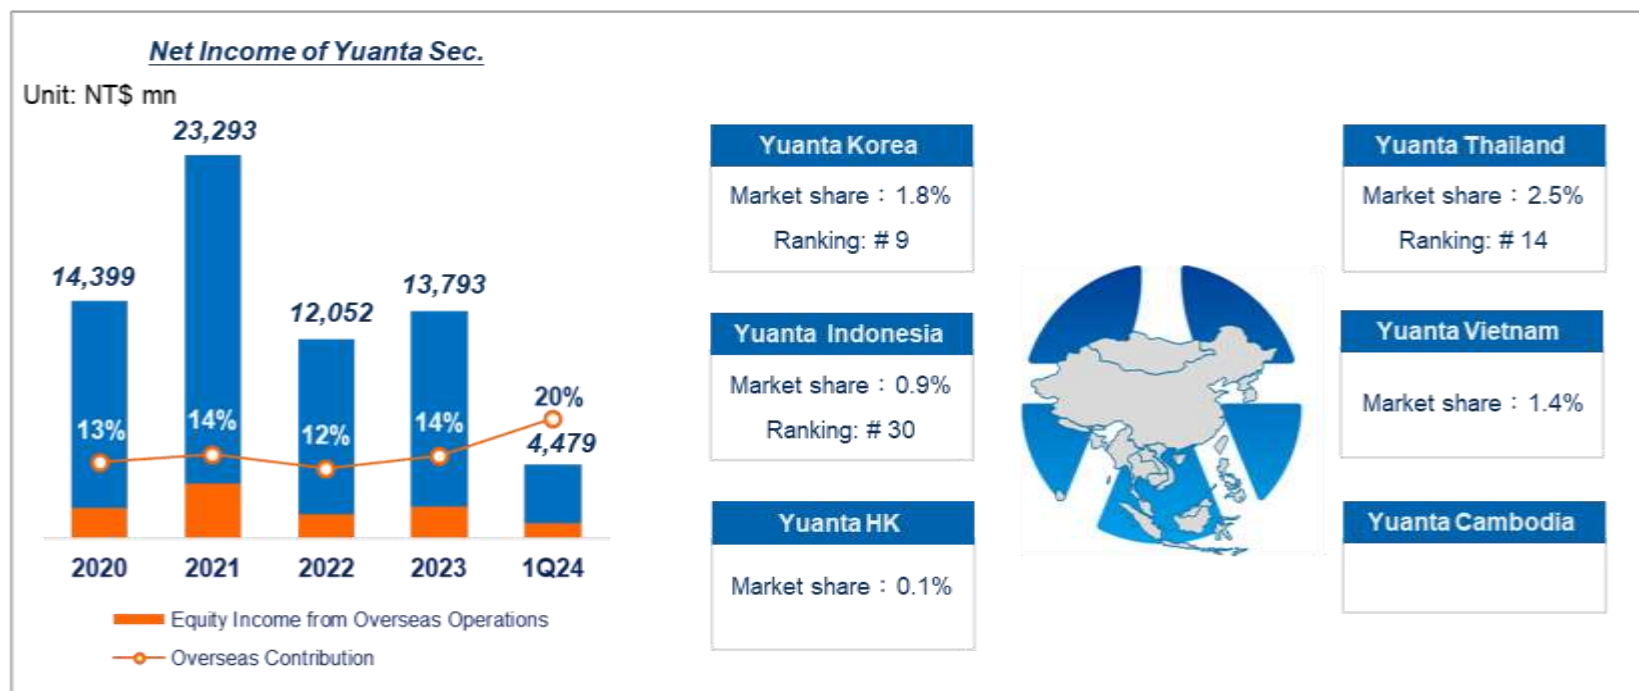 Net Income of Yuanta Sec.
Unit: NT$ mn
23,293
14,399
13,793
12,052
20%
4,479
13%
14%
12%
14%
2020
2021
2022
2023
1Q24
Equity Income from Overseas Operations
Overseas Contribution
Yuanta Korea
Market share：1.8%
Ranking: # 9
Yuanta Indonesia
Market share：0.9%
Ranking: # 30
Yuanta HK
Market share：0.1%
Yuanta Thailand
Market share：2.5%
Ranking: # 14
Yuanta Vietnam
Market share：1.4%
Yuanta Cambodia